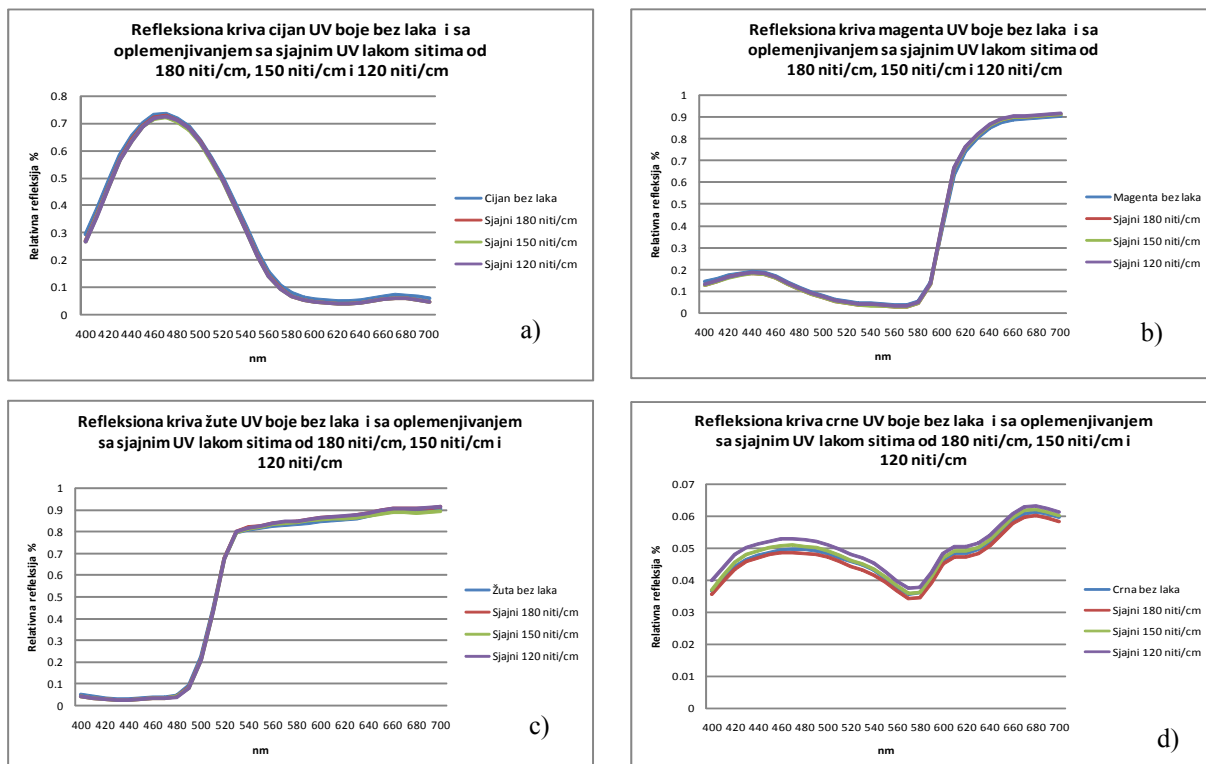 Refleksiona kriva cijan UV boje bez laka i sa
oplemenjivanjem sa sjajnim UV lakom sitima od
180 niti/cm, 150 niti/cm i 120 niti/cm
0.8
0.7
0.6
0.5
0.4
0.3
0.2
0.1
0
Relativna refleksija %
400 420 440 460 480 500 520 540 560 580 600 620 640 660 680 700
nm
Cijan bez laka
Sjajni 180 niti/cm
Sjajni 150 niti/cm
Sjajni 120 niti/cm
a)
Refleksiona kriva magenta UV boje bez laka i sa
oplemenjivanjem sa sjajnim UV lakom sitima od
180 niti/cm, 150 niti/cm i 120 niti/cm
1
0.9
0.8
0.7
0.6
0.5
0.4
0.3
0.2
0.1
0
Relativna refleksija %
400 420 440 460 480 500 520 540 560 580 600 620 640 660 680 700
nm
Magenta bez laka
Sjajni 180 niti/cm
Sjajni 150 niti/cm
Sjajni 120 niti/cm
b)
Refleksiona kriva žute UV boje bez laka i sa oplemenjivanjem
sa sjajnim UV lakom sitima od 180 niti/cm, 150 niti/cm i
120 niti/cm
1
0.9
0.8
0.7
0.6
0.5
0.4
0.3
0.2
0.1
0
Relativna refleksija %
400 420 440 460 480 500 520 540 560 580 600 620 640 660 680 700
nm
Žuta bez laka
Sjajni 180 niti/cm
Sjajni 150 niti/cm
Sjajni 120 niti/cm
c)
Refleksiona kriva crne UV boje bez laka i sa oplemenjivanjem
sa sjajnim UV lakom sitima od 180 niti/cm, 150 niti/cm i
120 niti/cm
0.07
0.06
0.05
0.04
0.03
0.02
0.01
0
Relativna refleksija %
400 420 440 460 480 500 520 540 560 580 600 620 640 660 680 700
nm
Crna bez laka
Sjajni 180 niti/cm
Sjajni 150 niti/cm
Sjajni 120 niti/cm
d)